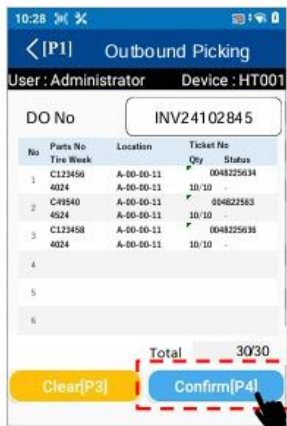 10:28
[P1] Outbound Picking
User : Administrator Device : HT001
DO No INV24102845
No Parts No Location Ticket No
Tire Week Qty Status
1 C123456 A-00-00-11 0048225634
4024 A-00-00-11 10/10 -
2 C49540 A-00-00-11 004822563
4524 A-00-00-11 10/10 -
3 C123458 A-00-00-11 0048225636
4024 A-00-00-11 10/10 -
4
5
6
Total 30/30
Clear[P3] Confirm[P4]